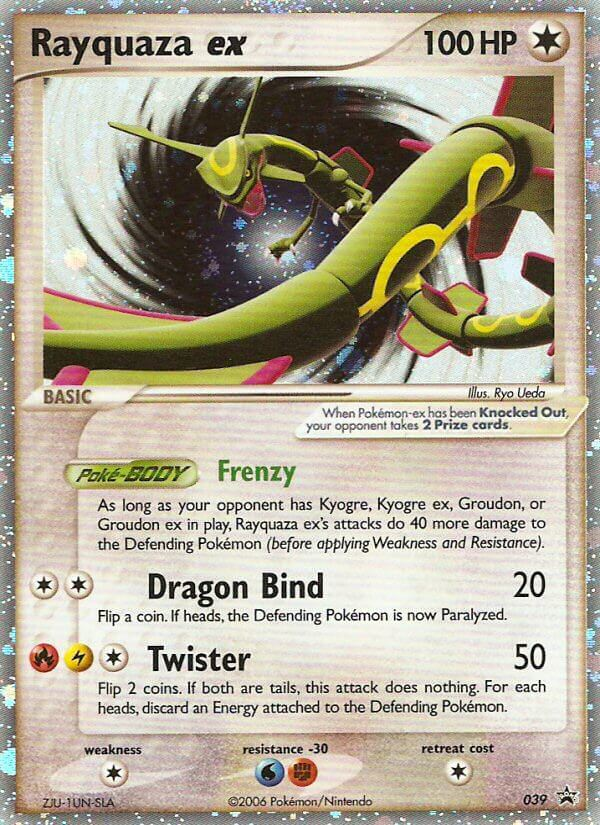 Rayquaza ex 100 HP
Illus. Ryo Ueda
BASIC
When Pokémon-ex has been Knocked Out,
your opponent takes 2 Prize cards.
Poké-BODY Frenzy
As long as your opponent has Kyogre, Kyogre ex, Groudon, or
Groudon ex in play, Rayquaza ex's attacks do 40 more damage to
the Defending Pokémon (before applying Weakness and Resistance).
Dragon Bind 20
Flip a coin. If heads, the Defending Pokémon is now Paralyzed.
Twister 50
Flip 2 coins. If both are tails, this attack does nothing. For each
heads, discard an Energy attached to the Defending Pokémon.
weakness resistance -30 retreat cost
ZJU-1UN-SLA ©2006 Pokémon/Nintendo 039